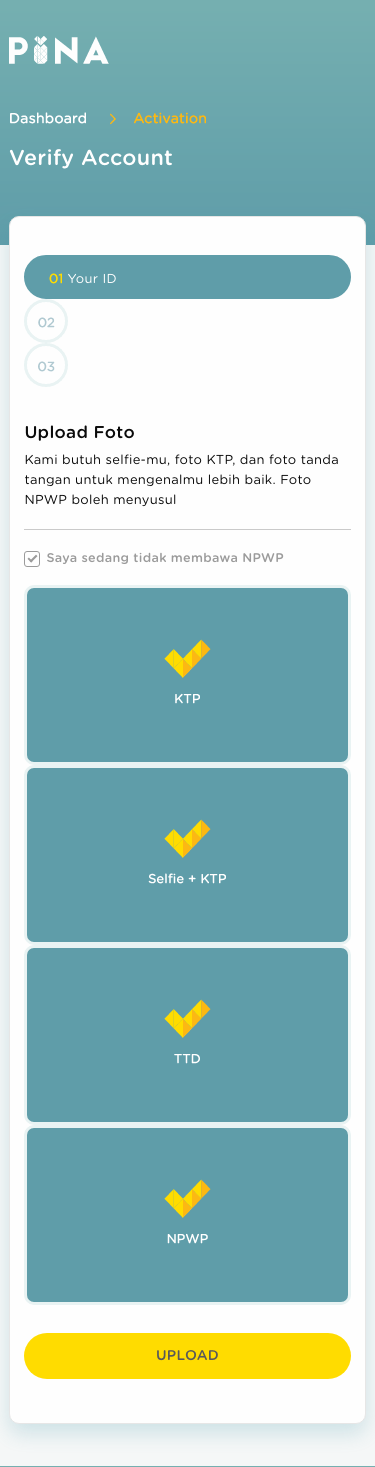 PINA
Dashboard > Activation
Verify Account
01 Your ID
02
03
Upload Foto
Kami butuh selfie-mu, foto KTP, dan foto tanda
tangan untuk mengenalmu lebih baik. Foto
NPWP boleh menyusul
Saya sedang tidak membawa NPWP
KTP
Selfie + KTP
TTD
NPWP
UPLOAD